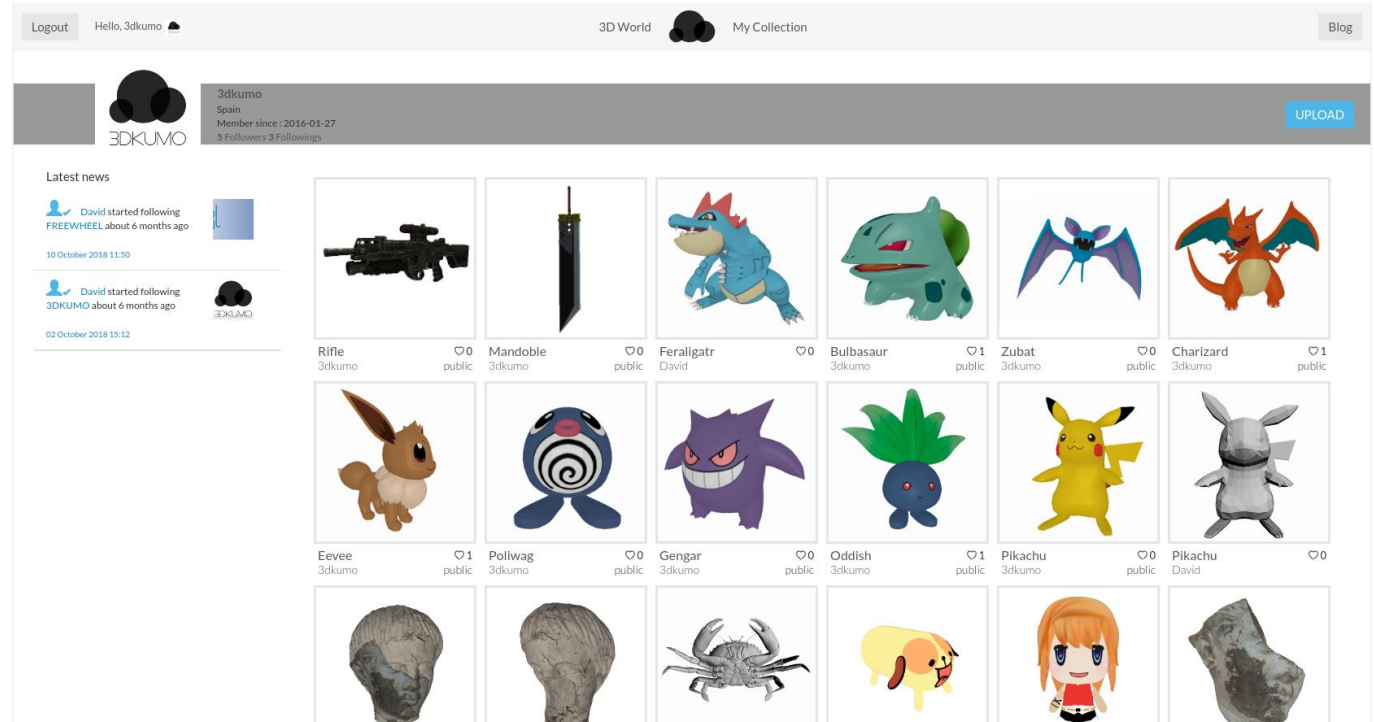 Logout
Hello, 3dkumo
3D World
My Collection
Blog
3DKUMO
3dkumo
Spain
Member since : 2016-01-27
5 Followers 3 Followings
UPLOAD
Latest news
David started following
FREEWHEEL about 6 months ago
10 October 2018 11:50
David started following
3DKUMO about 6 months ago
3DKUMO
02 October 2018 15:12
Rifle 0
3dkumo public
Mandoble 0
3dkumo public
Feraligatr 0
David
Bulbasaur 1
3dkumo public
Zubat 0
3dkumo public
Charizard 1
3dkumo public
Eevee 1
3dkumo public
Poliwag 0
3dkumo public
Gengar 0
3dkumo public
Oddish 1
3dkumo public
Pikachu 0
3dkumo public
Pikachu 0
David